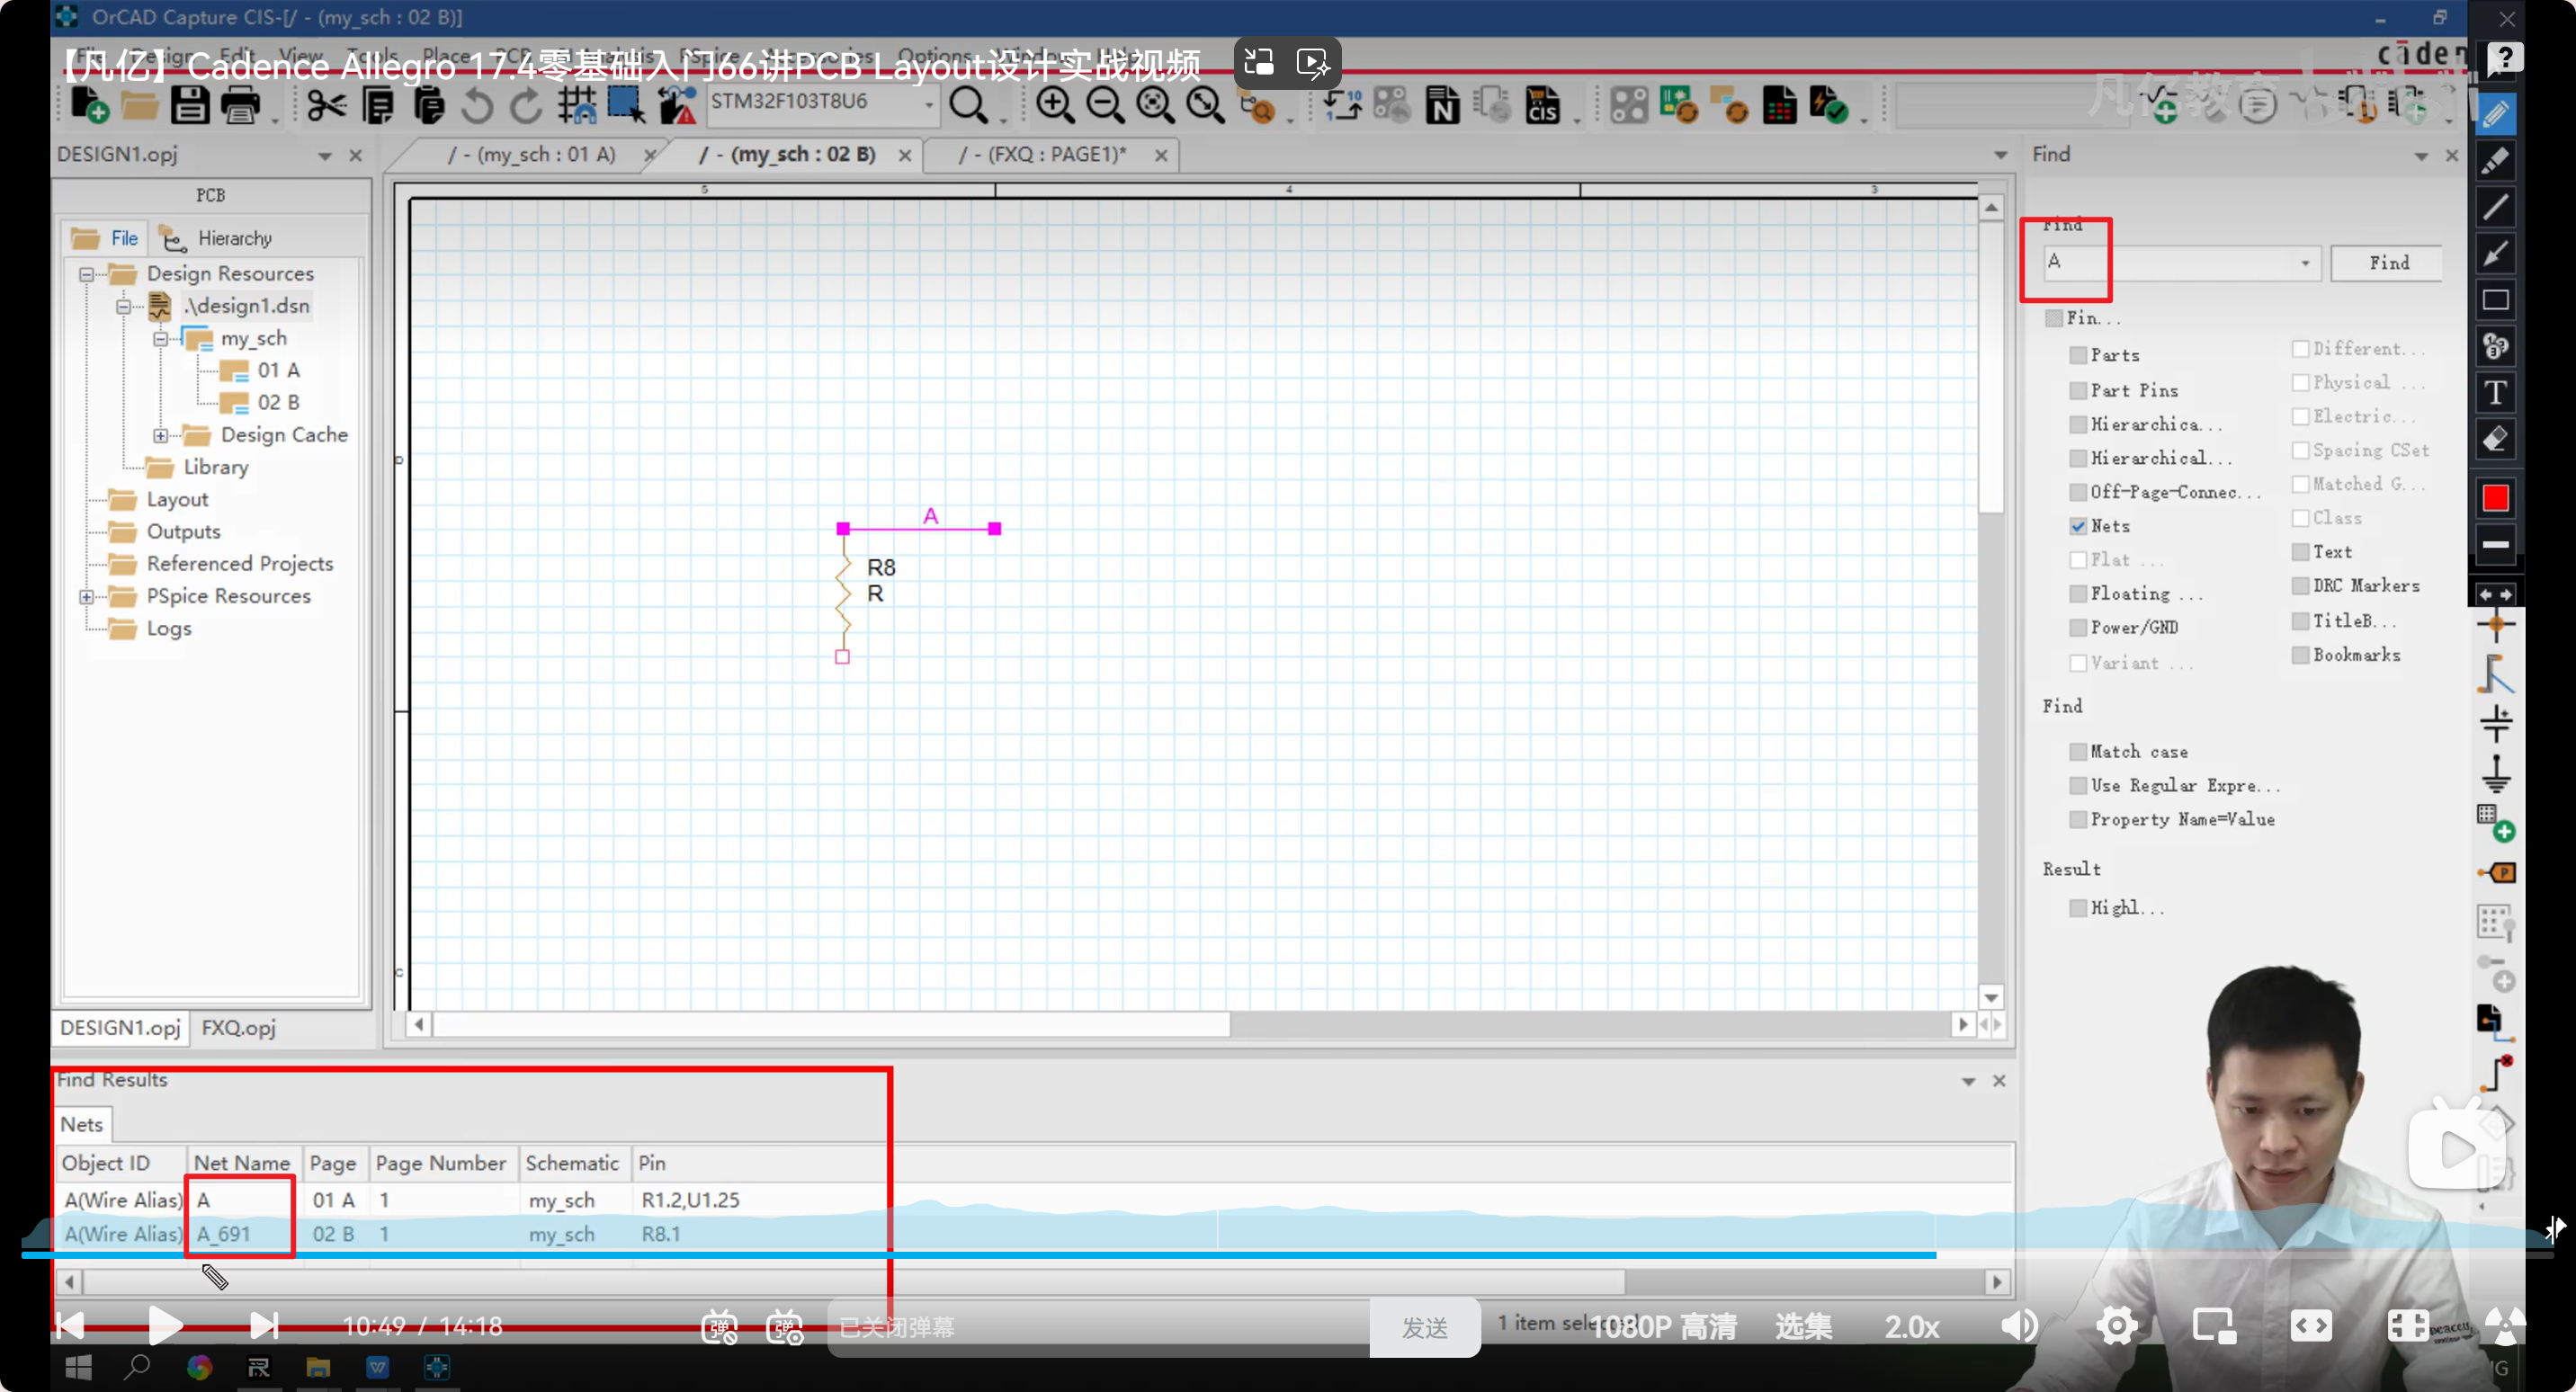 OrCAD Capture CIS-[/ - (my_sch : 02 B)]
【凡亿】Cadence Allegro 17.4零基础入门66讲PCB Layout设计实战视频
STM32F103T8U6
凡亿教育
DESIGN1.opj
/ - (my_sch : 01 A)
/ - (my_sch : 02 B)
/ - (FXQ : PAGE1)*
Find
PCB
File
Hierarchy
Design Resources
.\design1.dsn
my_sch
01 A
02 B
Design Cache
Library
Layout
Outputs
Referenced Projects
PSpice Resources
Logs
DESIGN1.opj
FXQ.opj
5
4
3
D
C
A
R8
R
Find
A
Find
Fin...
Parts
Part Pins
Hierarchica...
Hierarchical...
Off-Page-Connec...
Nets
Flat ...
Floating ...
Power/GND
Variant ...
Different...
Physical ...
Electric...
Spacing CSet
Matched G...
Class
Text
DRC Markers
TitleB...
Bookmarks
Find
Match case
Use Regular Expre...
Property Name=Value
Result
Highl...
Find Results
Nets
Object ID Net Name Page Page Number Schematic Pin
A(Wire Alias) A 01 A 1 my_sch R1.2,U1.25
A(Wire Alias) A_691 02 B 1 my_sch R8.1
10:49 / 14:18
已关闭弹幕
发送
1 item selec
1080P 高清
选集
2.0x